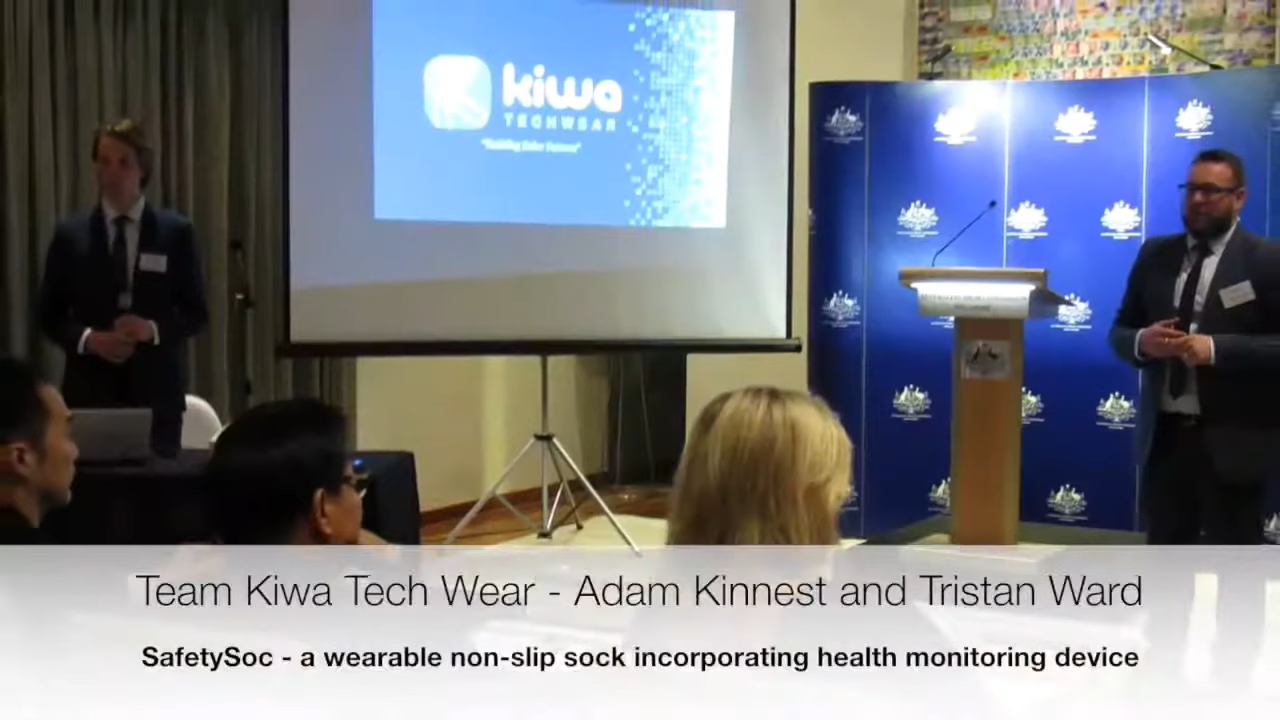 kiwa
TECHWEAR
Team Kiwa Tech Wear - Adam Kinnest and Tristan Ward
SafetySoc - a wearable non-slip sock incorporating health monitoring device